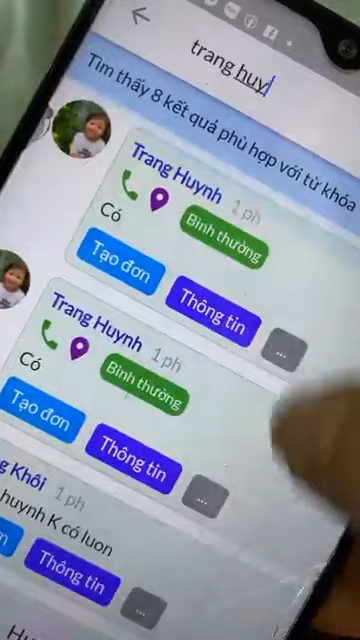 trang huy
Tìm thấy 8 kết quả phù hợp với từ khóa
Trang Huynh 1 ph
Có Bình thường
Tạo đơn Thông tin ...
Trang Huynh 1 ph
Có Bình thường
Tạo đơn Thông tin ...
Khôi 1 ph
huynh K có luon
Thông tin ...